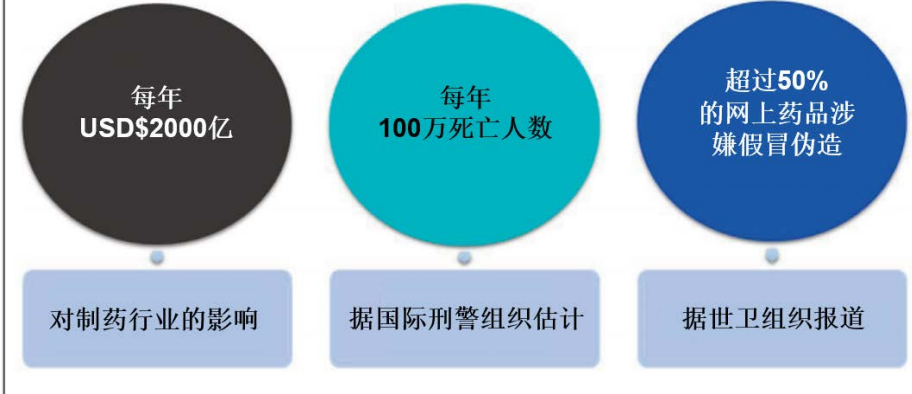 每年
USD$2000亿
每年
100万死亡人数
超过50%
的网上药品涉
嫌假冒伪造
对制药行业的影响
据国际刑警组织估计
据世卫组织报道